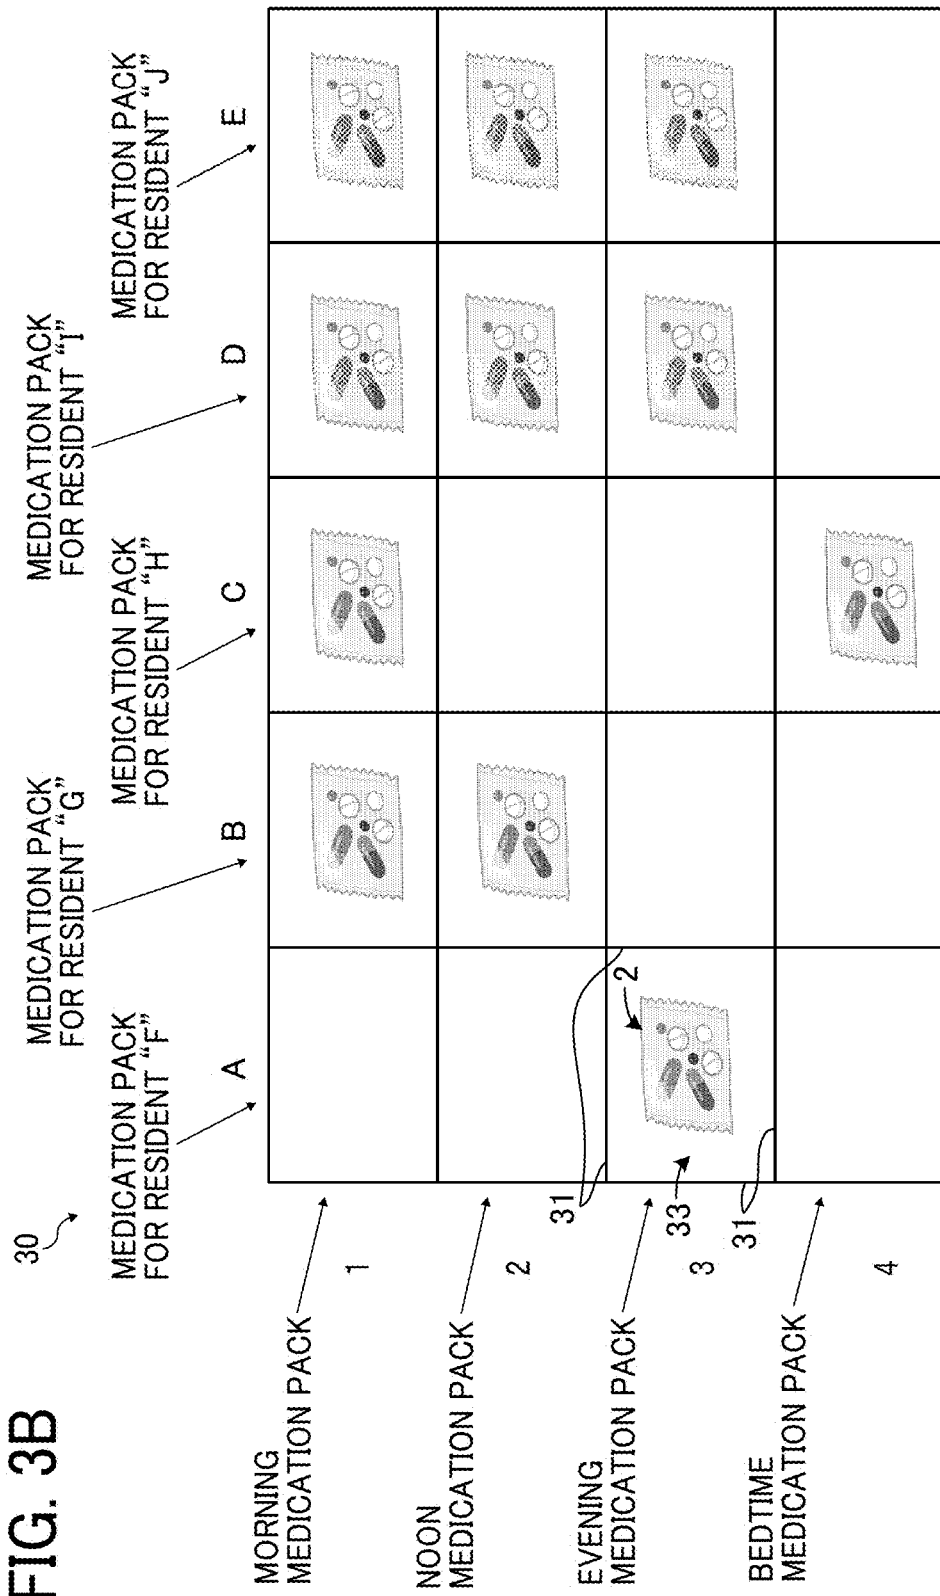 FIG. 3B
30
MEDICATION PACK
FOR RESIDENT “F”
MEDICATION PACK
FOR RESIDENT “G”
MEDICATION PACK
FOR RESIDENT “H”
MEDICATION PACK
FOR RESIDENT “I”
MEDICATION PACK
FOR RESIDENT “J”
A
B
C
D
E
MORNING
MEDICATION PACK
1
NOON
MEDICATION PACK
2
31
EVENING
MEDICATION PACK
3
33
2
31
BEDTIME
MEDICATION PACK
4